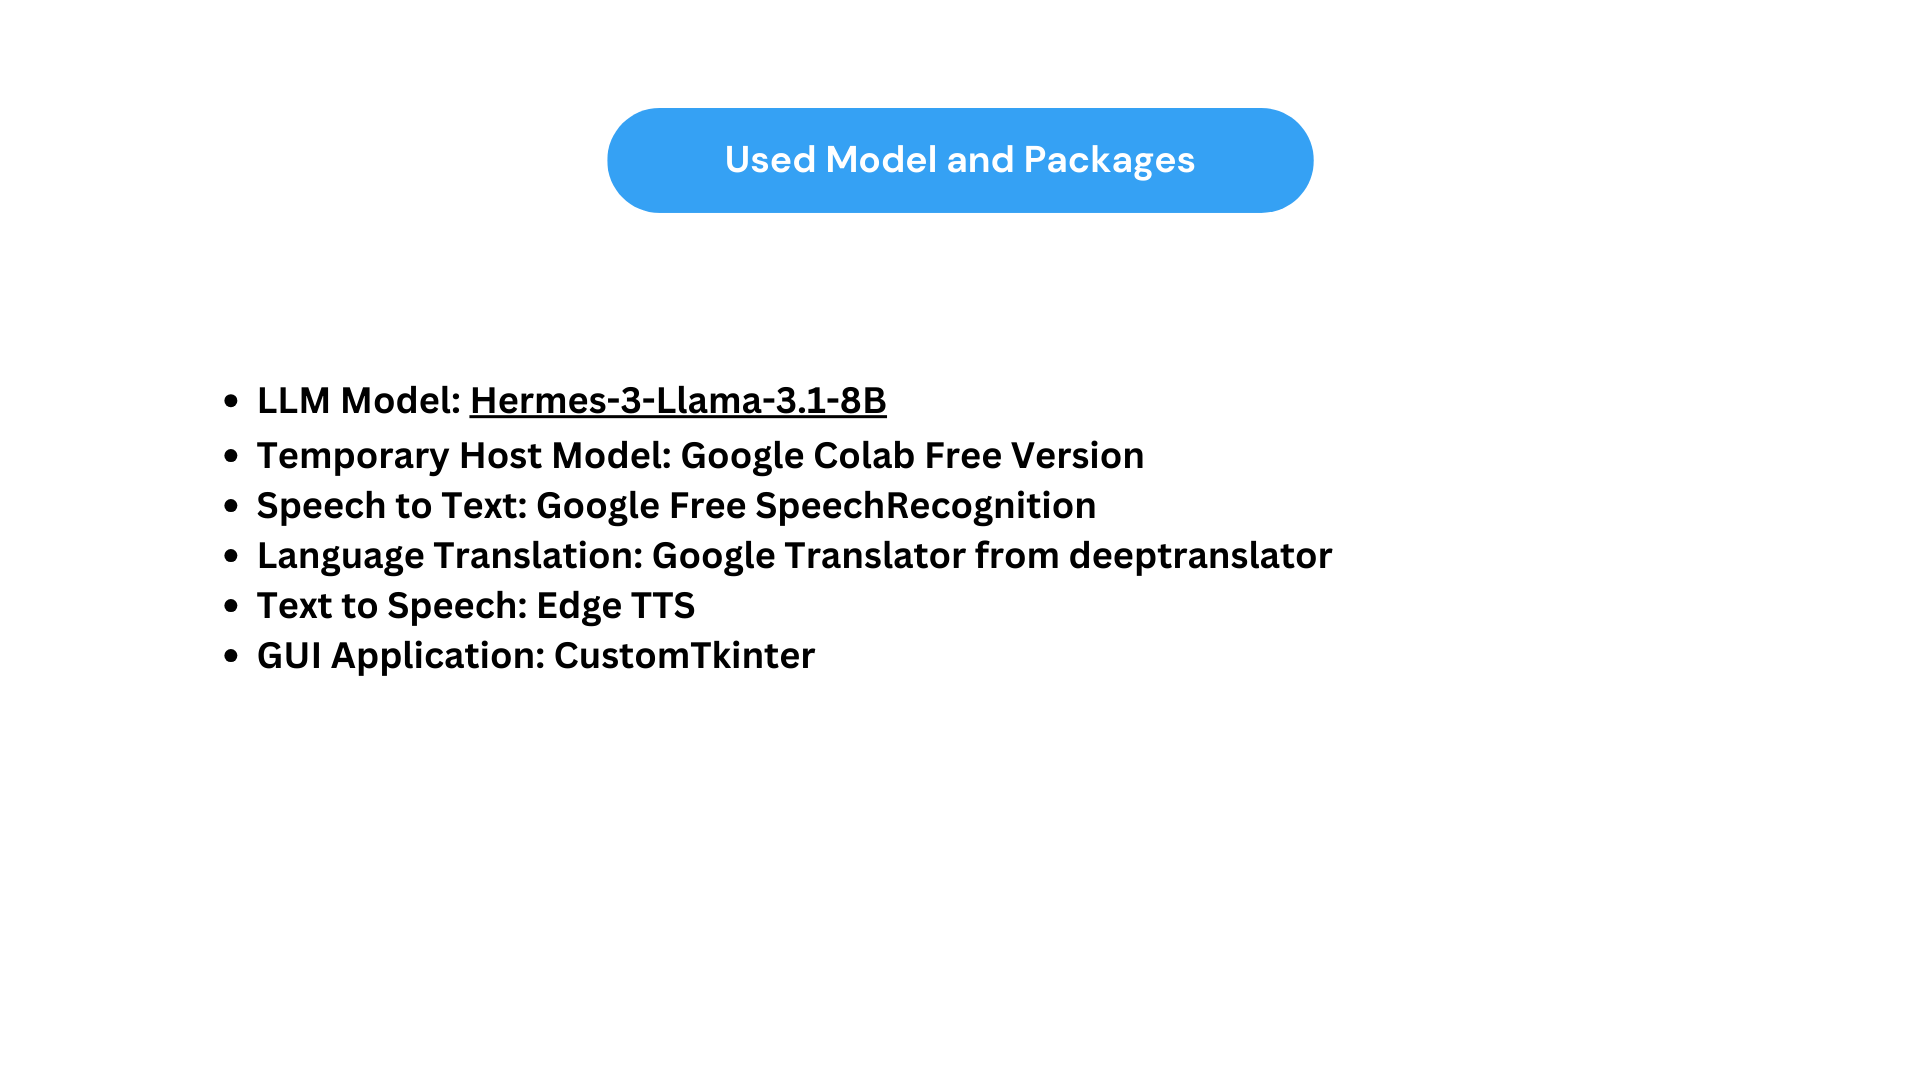 Used Model and Packages
• LLM Model: Hermes-3-Llama-3.1-8B
• Temporary Host Model: Google Colab Free Version
• Speech to Text: Google Free SpeechRecognition
• Language Translation: Google Translator from deeptranslator
• Text to Speech: Edge TTS
• GUI Application: CustomTkinter